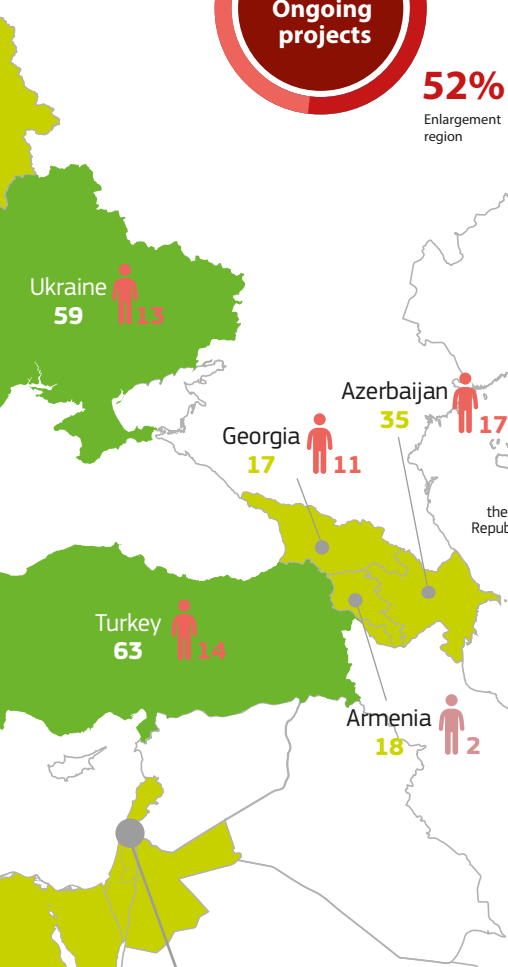 Ongoing
projects
52%
Enlargement
region
Ukraine
59
13
Azerbaijan
35
17
Georgia
17
11
the
Turkey
63
14
Armenia
18
2